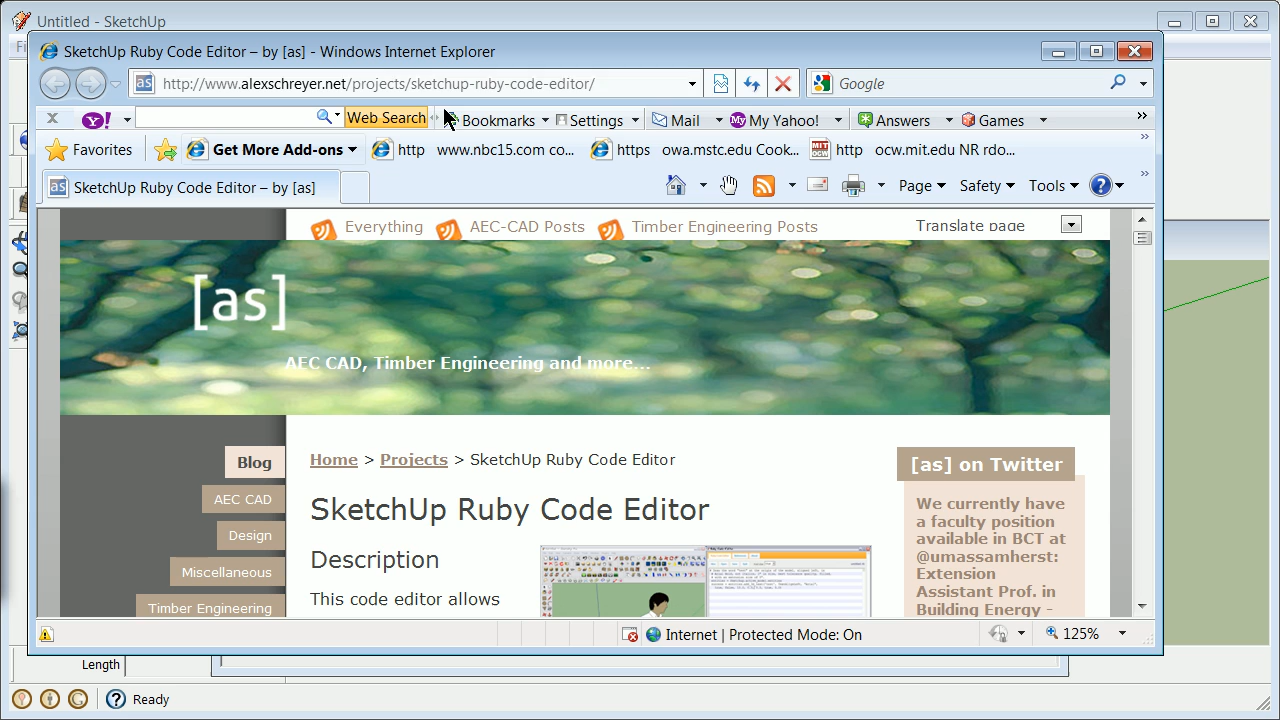 Untitled - SketchUp
SketchUp Ruby Code Editor – by [as] - Windows Internet Explorer
http://www.alexschreyer.net/projects/sketchup-ruby-code-editor/
Google
x Y! Web Search Bookmarks Settings Mail My Yahoo! Answers Games »
Favorites Get More Add-ons http www.nbc15.com co... https owa.mstc.edu Cook... http ocw.mit.edu NR rdo... »
as SketchUp Ruby Code Editor – by [as]
Page Safety Tools »
Everything AEC-CAD Posts Timber Engineering Posts Translate page
[as]
AEC CAD, Timber Engineering and more...
Blog
AEC CAD
Design
Miscellaneous
Timber Engineering
Home > Projects > SketchUp Ruby Code Editor
SketchUp Ruby Code Editor
Description
This code editor allows
[as] on Twitter
We currently have
a faculty position
available in BCT at
@umassamherst:
Extension
Assistant Prof. in
Building Energy -
Internet | Protected Mode: On
125%
Length
Ready